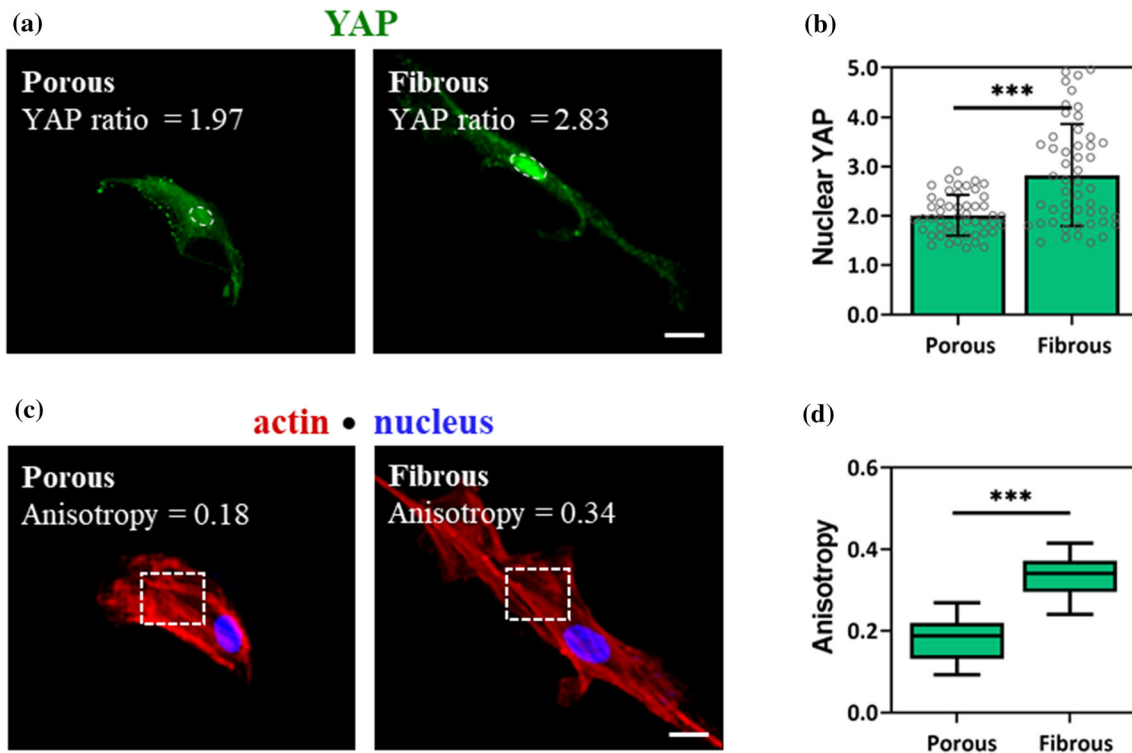 (a)
YAP
Porous
YAP ratio = 1.97
Fibrous
YAP ratio = 2.83
(b)
Nuclear YAP
5.0
4.0
3.0
2.0
1.0
0.0
***
Porous
Fibrous
(c)
actin • nucleus
Porous
Anisotropy = 0.18
Fibrous
Anisotropy = 0.34
(d)
Anisotropy
0.6
0.4
0.2
0.0
***
Porous
Fibrous